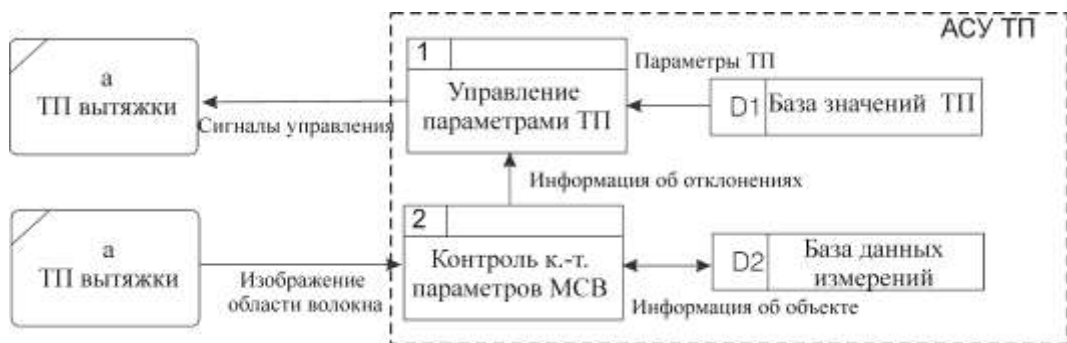 АСУ ТП
а
ТП вытяжки
Сигналы управления
1
Управление
параметрами ТП
Параметры ТП
D1
База значений ТП
Информация об отклонениях
а
ТП вытяжки
Изображение
области волокна
2
Контроль к.-т.
параметров МСВ
D2
База данных
измерений
Информация об объекте